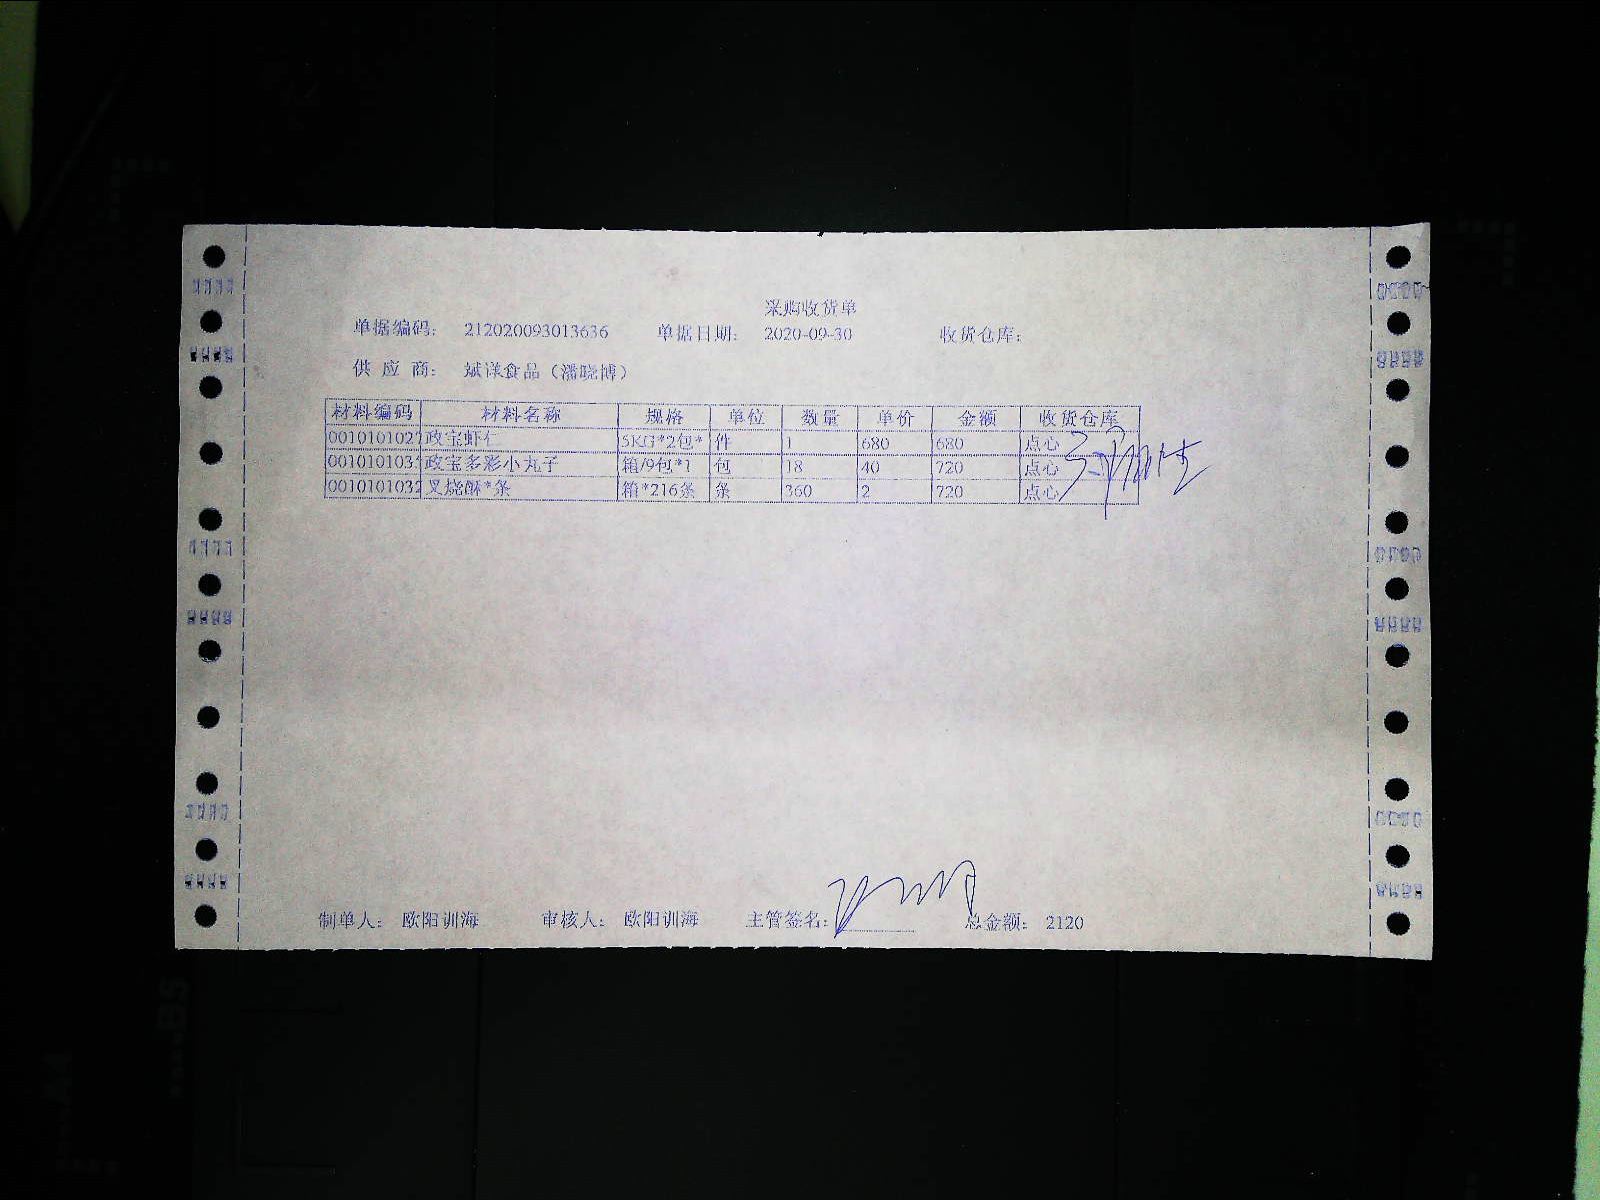 采购收货单
单据编码： 212020093013636 单据日期： 2020-09-30 收货仓库：
供 应 商： 斌洋食品（潘晓博）
材料编码 材料名称 规格 单位 数量 单价 金额 收货仓库
0010101027 政宝虾仁 5KG*2包* 件 1 680 680 点心
001010103 政宝多彩小丸子 箱/9包*1 包 18 40 720 点心
0010101032 叉烧酥*条 箱*216条 条 360 2 720 点心
制单人： 欧阳训海 审核人： 欧阳训海 主管签名： 总金额： 2120